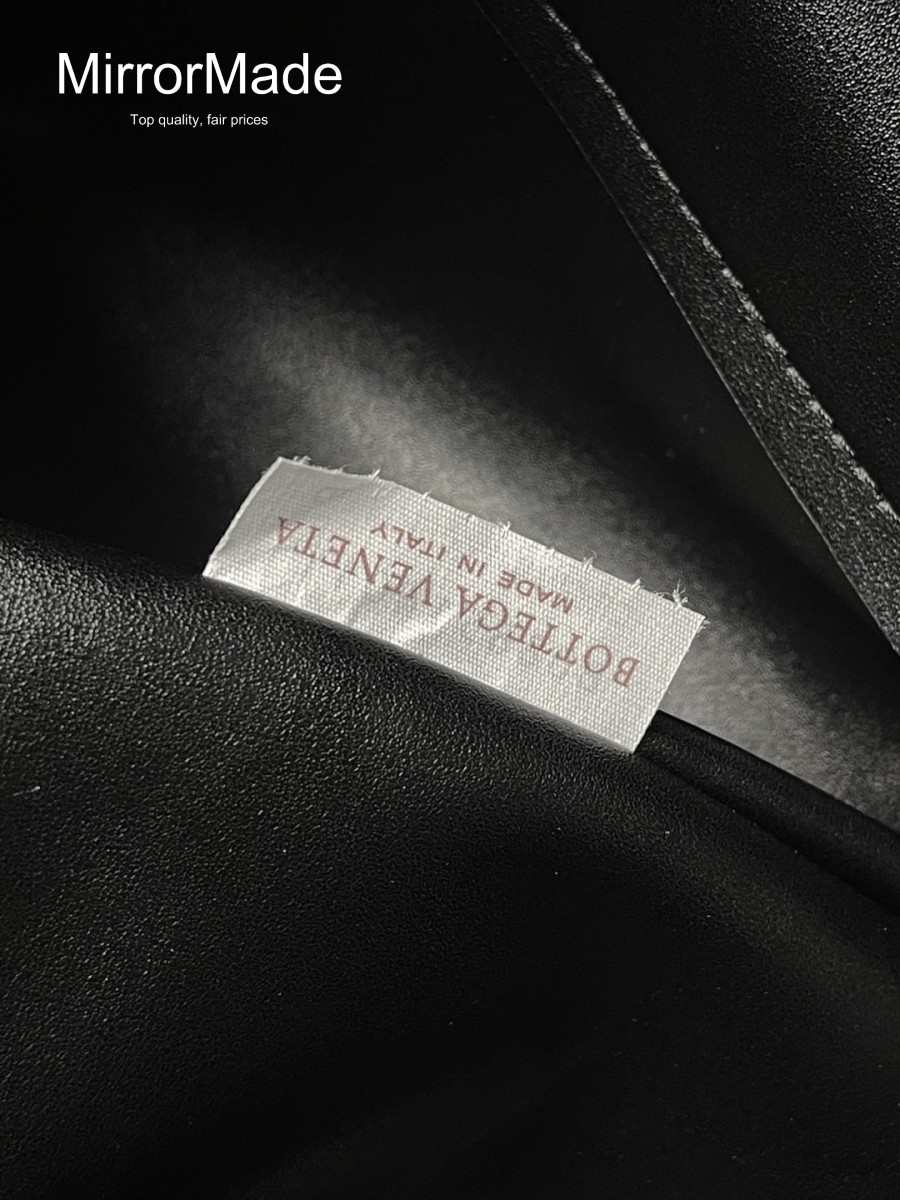 MirrorMade
Top quality, fair prices
BOTTEGA VENETA
MADE IN ITALY